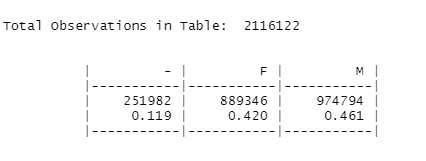 Total Observations in Table:  2116122
|         - |         F |         M |
|-----------|-----------|-----------|
|    251982 |    889346 |    974794 |
|     0.119 |     0.420 |     0.461 |
|-----------|-----------|-----------|